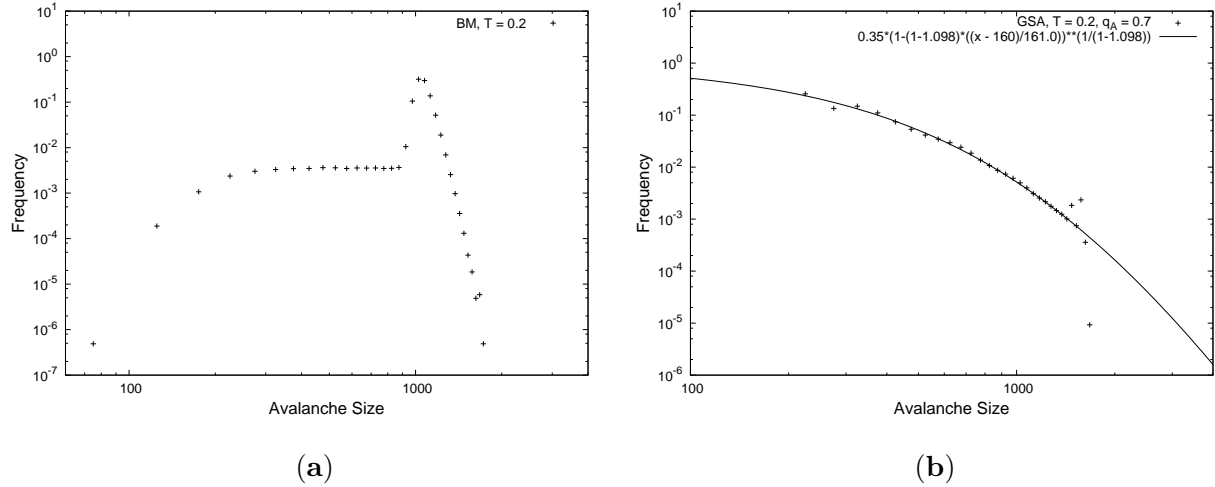 10^1
10^0
10^-1
10^-2
10^-3
10^-4
10^-5
10^-6
10^-7
Frequency
100
1000
Avalanche Size
BM, T = 0.2
(a)
10^1
10^0
10^-1
10^-2
10^-3
10^-4
10^-5
10^-6
Frequency
100
1000
Avalanche Size
GSA, T = 0.2, q_A = 0.7
0.35*(1-(1-1.098)*((x - 160)/161.0))**(1/(1-1.098))
(b)